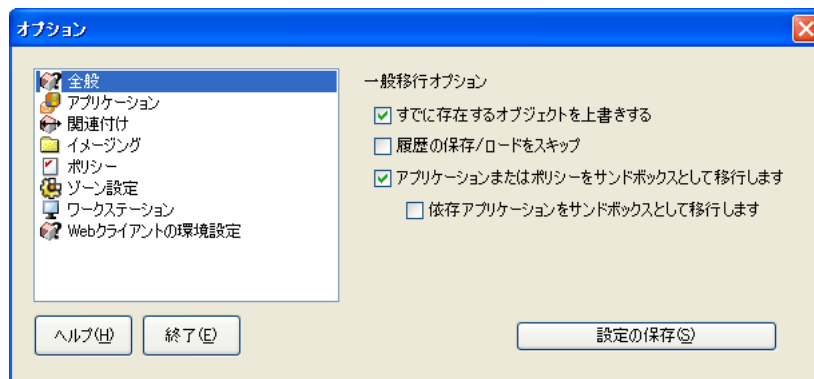 オプション
全般
アプリケーション
関連付け
イメージング
ポリシー
ゾーン設定
ワークステーション
Webクライアントの環境設定
一般移行オプション
すでに存在するオブジェクトを上書きする
履歴の保存/ロードをスキップ
アプリケーションまたはポリシーをサンドボックスとして移行します
依存アプリケーションをサンドボックスとして移行します
ヘルプ(H)
終了(E)
設定の保存(S)